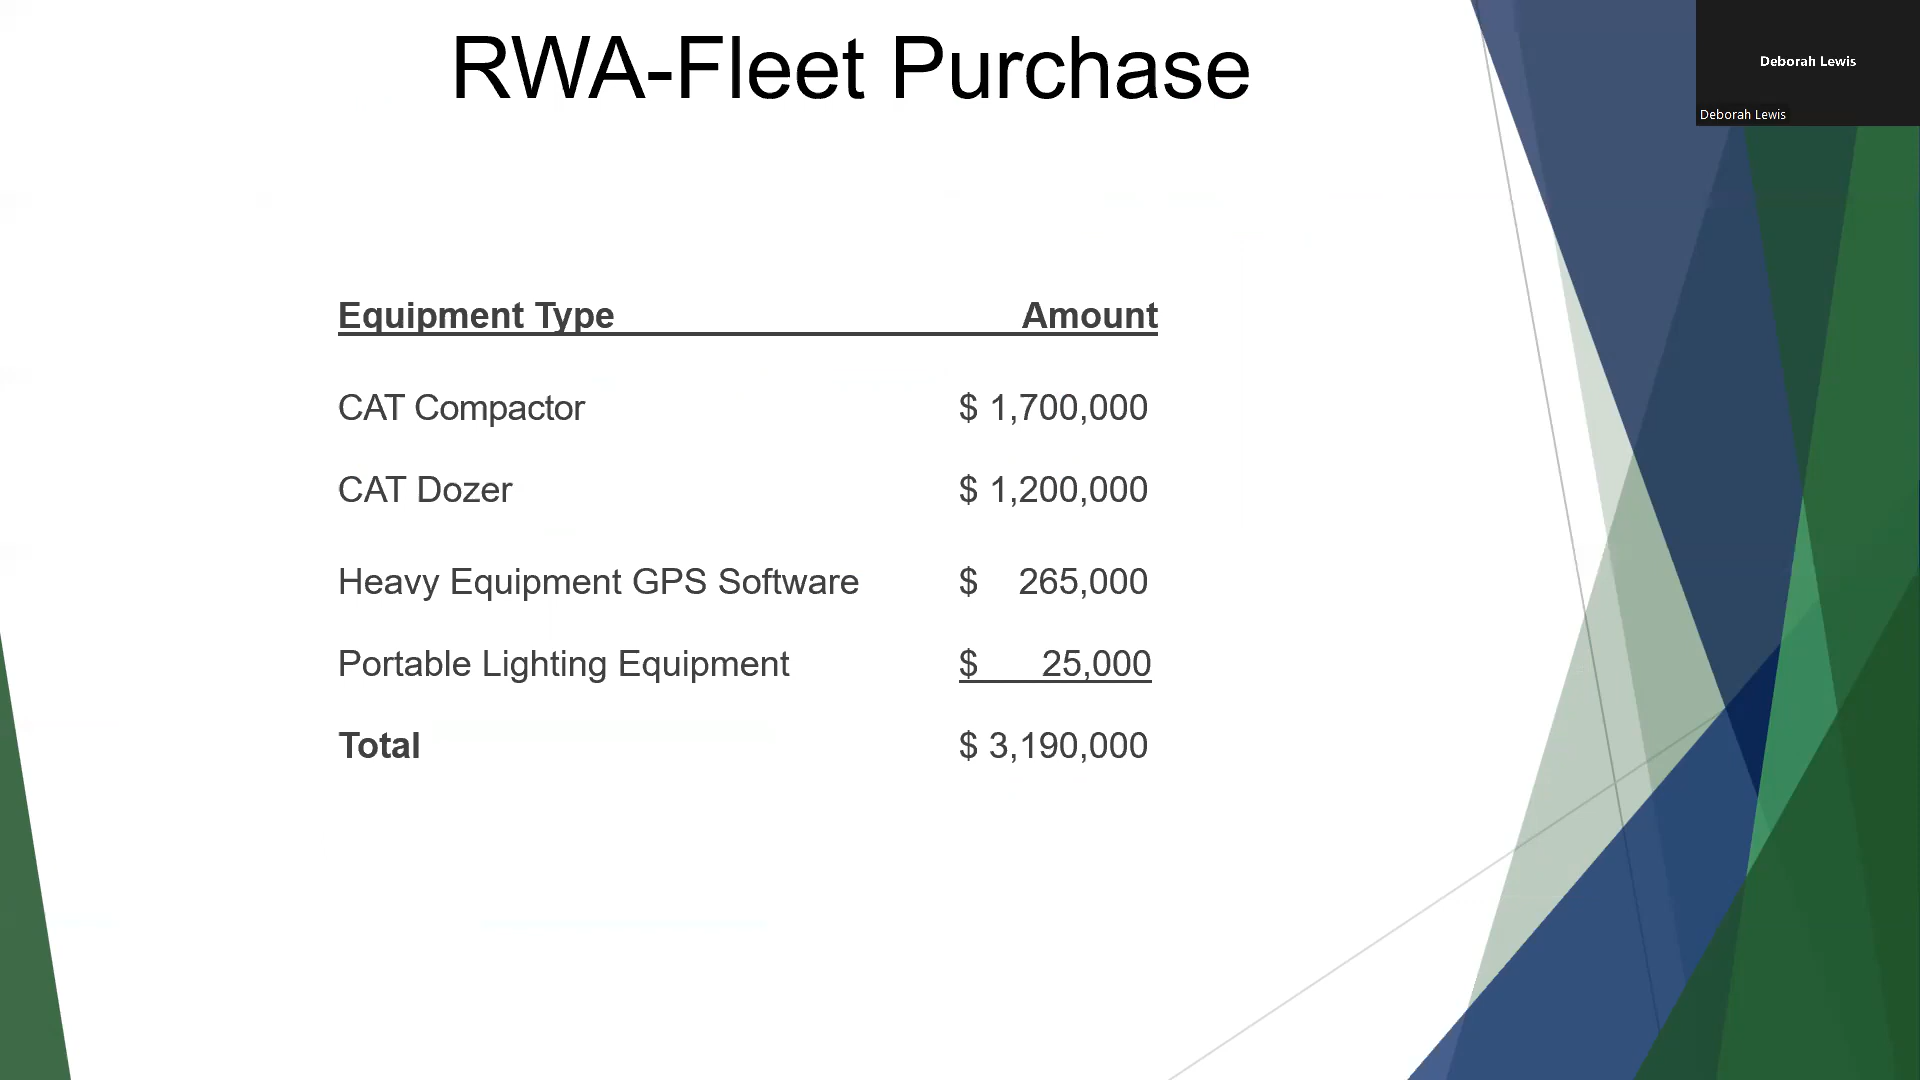 RWA-Fleet Purchase
Deborah Lewis
Deborah Lewis
Equipment Type Amount
CAT Compactor $ 1,700,000
CAT Dozer $ 1,200,000
Heavy Equipment GPS Software $ 265,000
Portable Lighting Equipment $ 25,000
Total $ 3,190,000